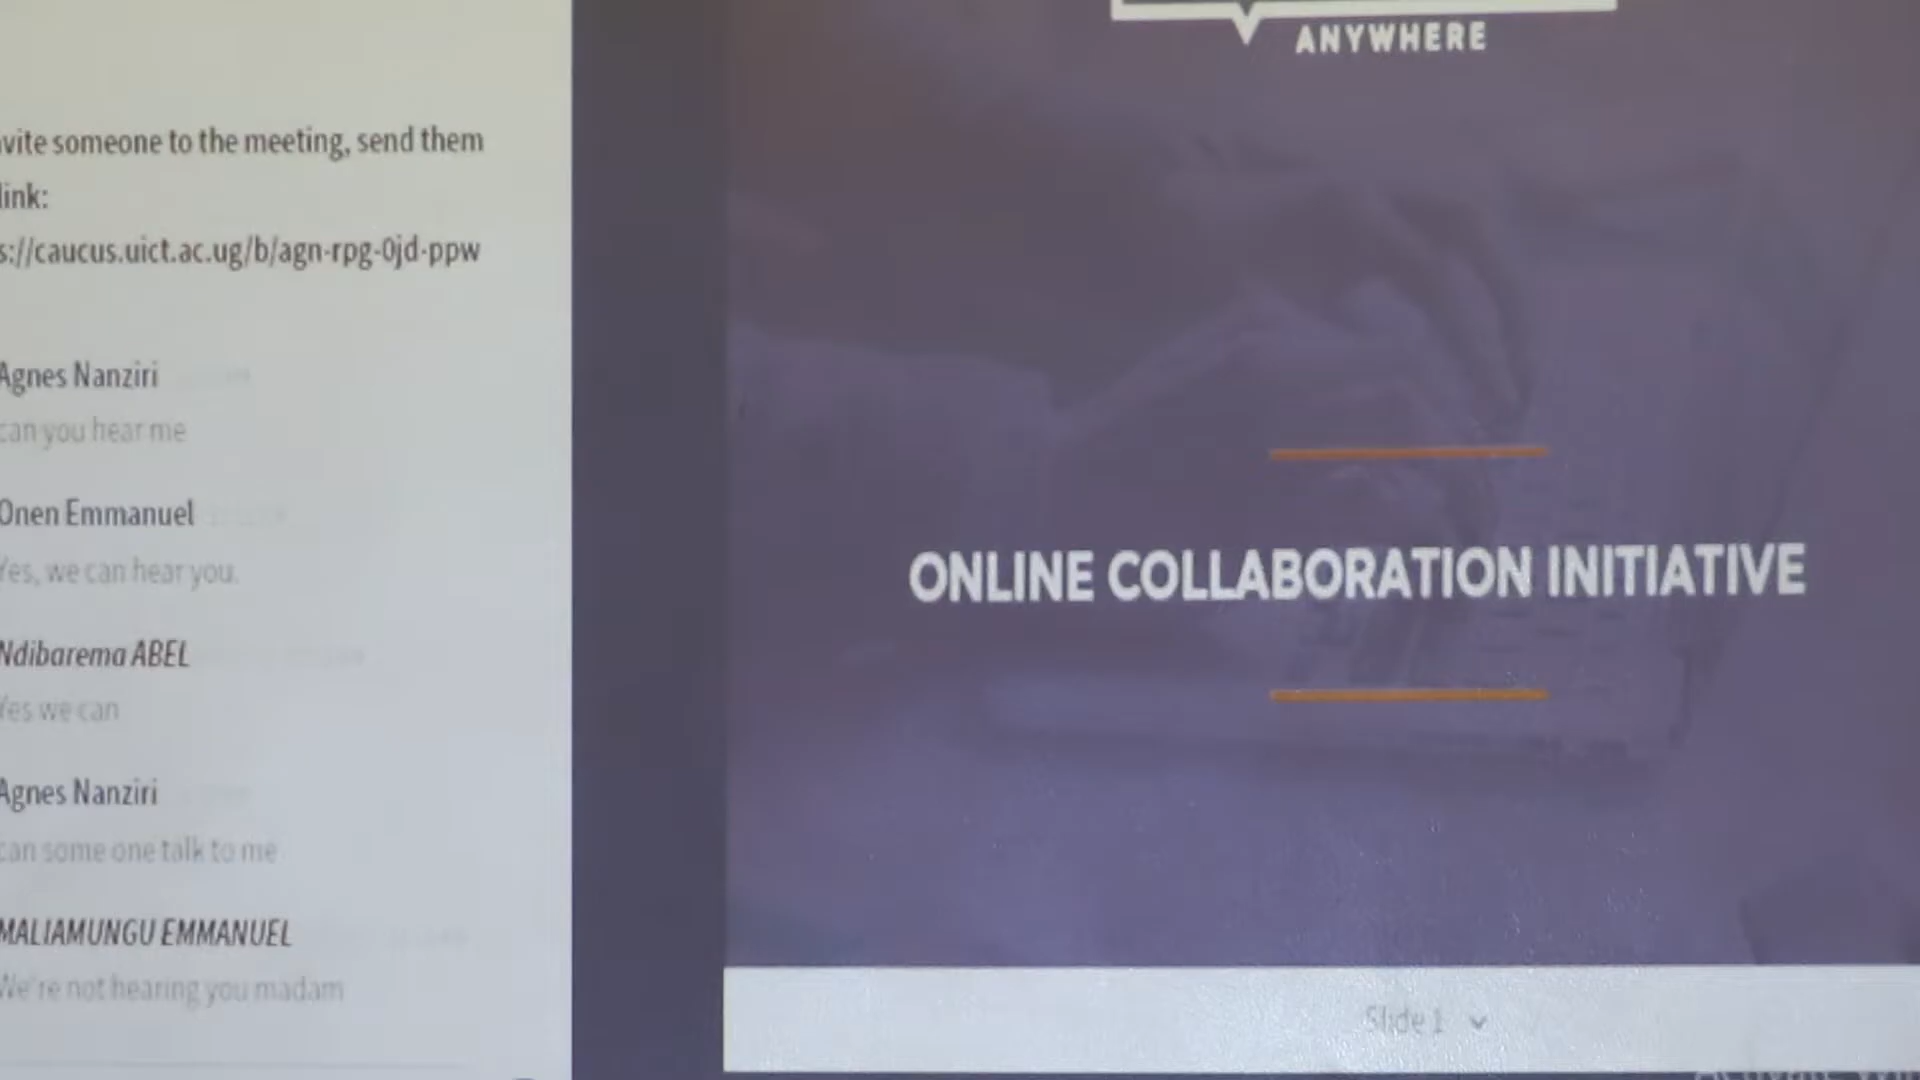 vite someone to the meeting, send them
link:
s://caucus.uict.ac.ug/b/agn-rpg-0jd-ppw
Agnes Nanziri
can you hear me
Onen Emmanuel
Yes, we can hear you.
Ndibarema ABEL
Yes we can
Agnes Nanziri
can some one talk to me
MALIAMUNGU EMMANUEL
We're not hearing you madam
ANYWHERE
ONLINE COLLABORATION INITIATIVE
Slide 1